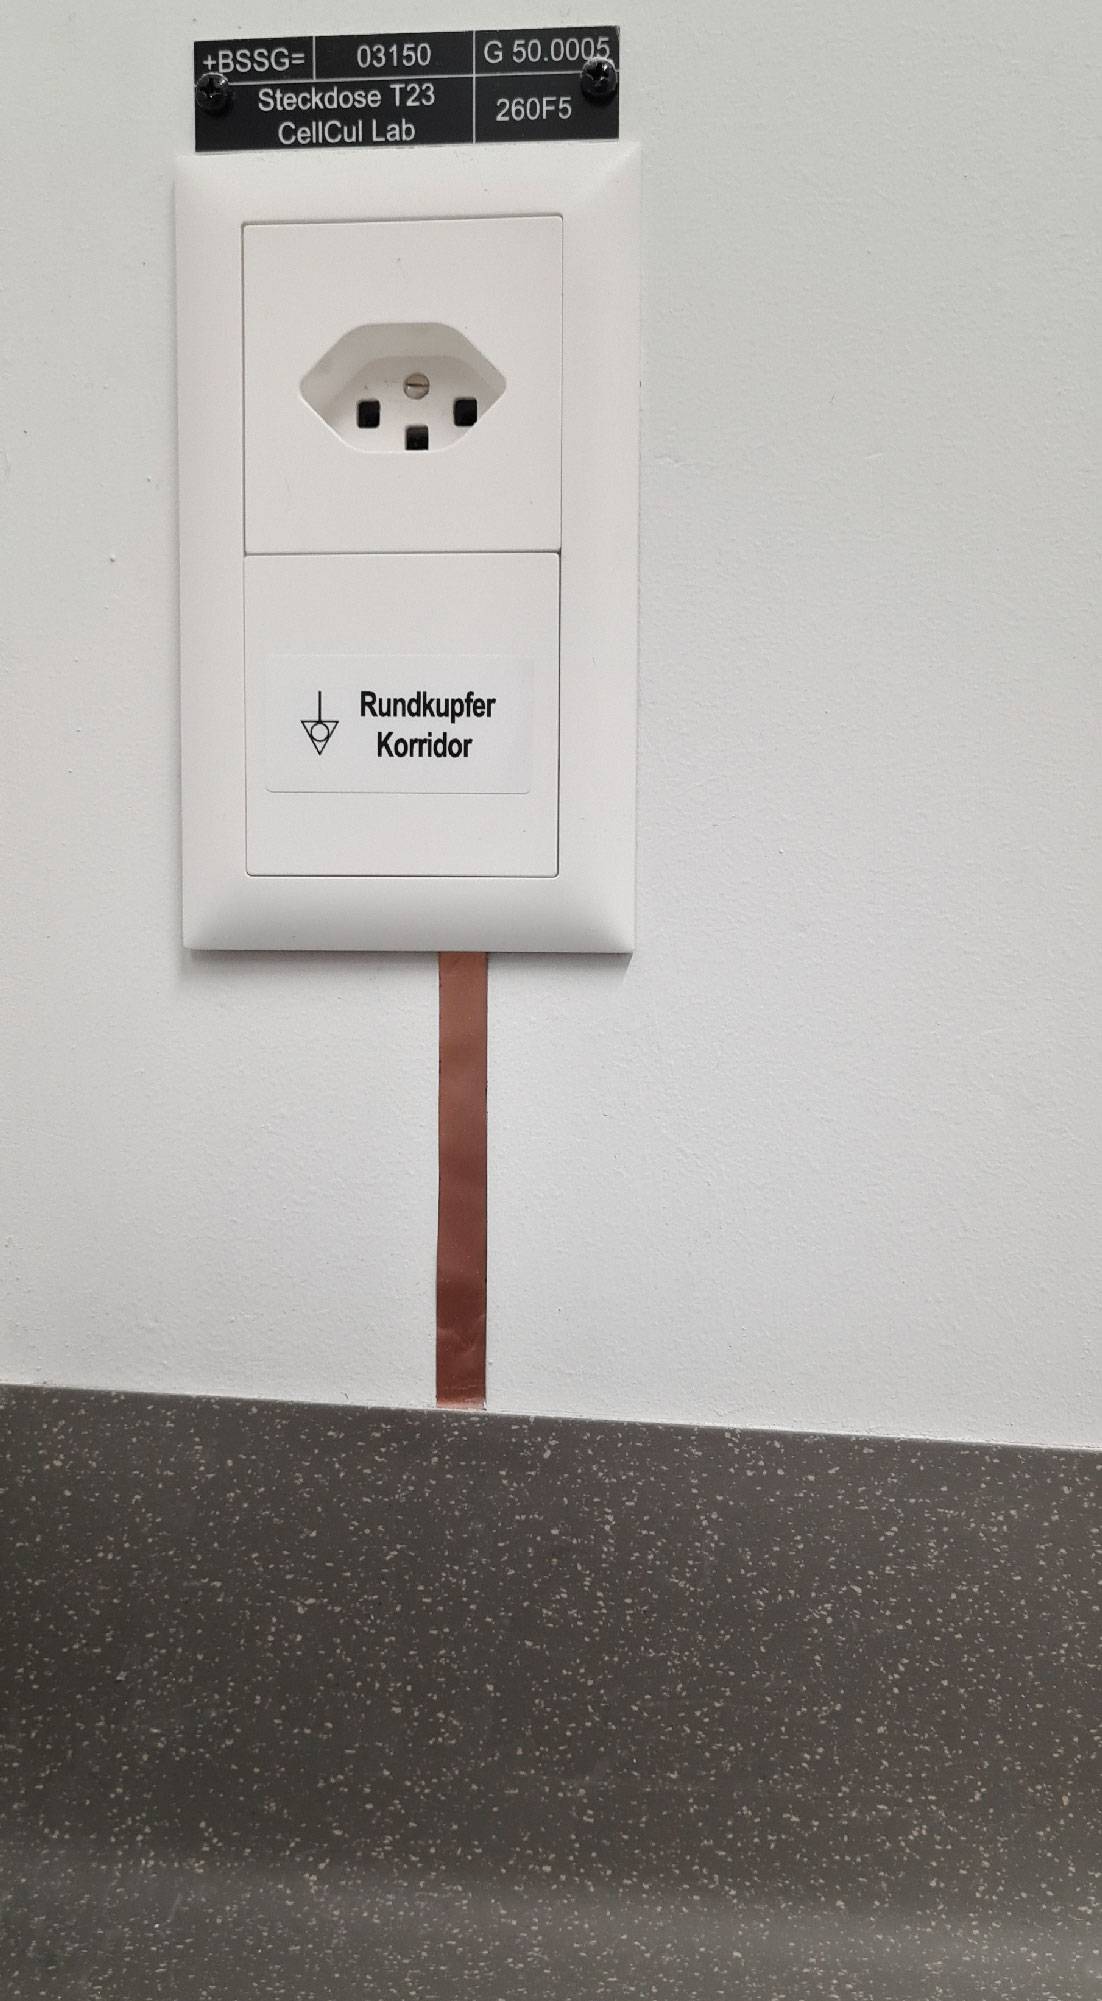 +BSSG= 03150 G 50.0005
Steckdose T23
CellCul Lab
260F5
Rundkupfer
Korridor